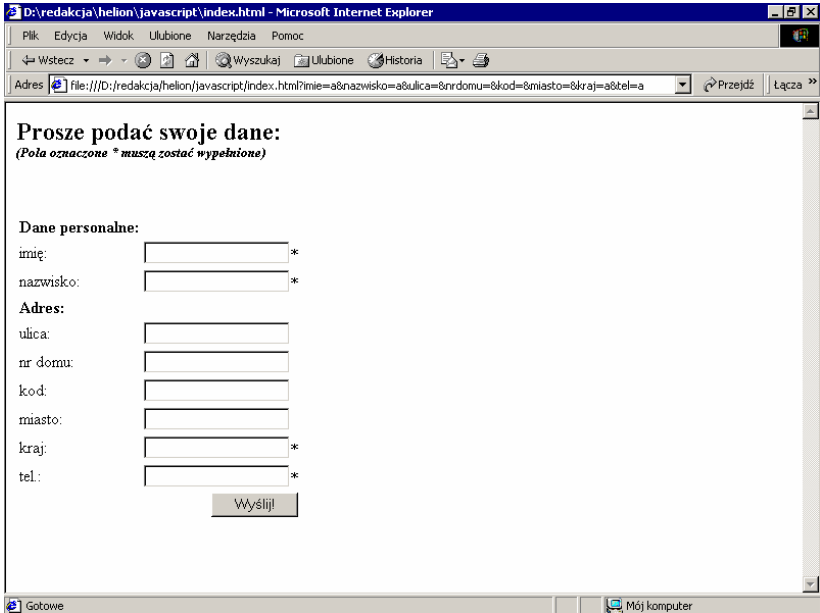 D:\redakcja\helion\javascript\index.html - Microsoft Internet Explorer
Plik Edycja Widok Ulubione Narzędzia Pomoc
Wstecz Wyszukaj Ulubione Historia
Adres file:///D:/redakcja/helion/javascript/index.html?imie=a&nazwisko=a&ulica=&nrdomu=&kod=&miasto=&kraj=a&tel=a Przejdź Łącza »
Prosze podać swoje dane:
(Pola oznaczone * muszą zostać wypełnione)
Dane personalne:
imię: *
nazwisko: *
Adres:
ulica:
nr domu:
kod:
miasto:
kraj: *
tel.: *
Wyślij!
Gotowe Mój komputer